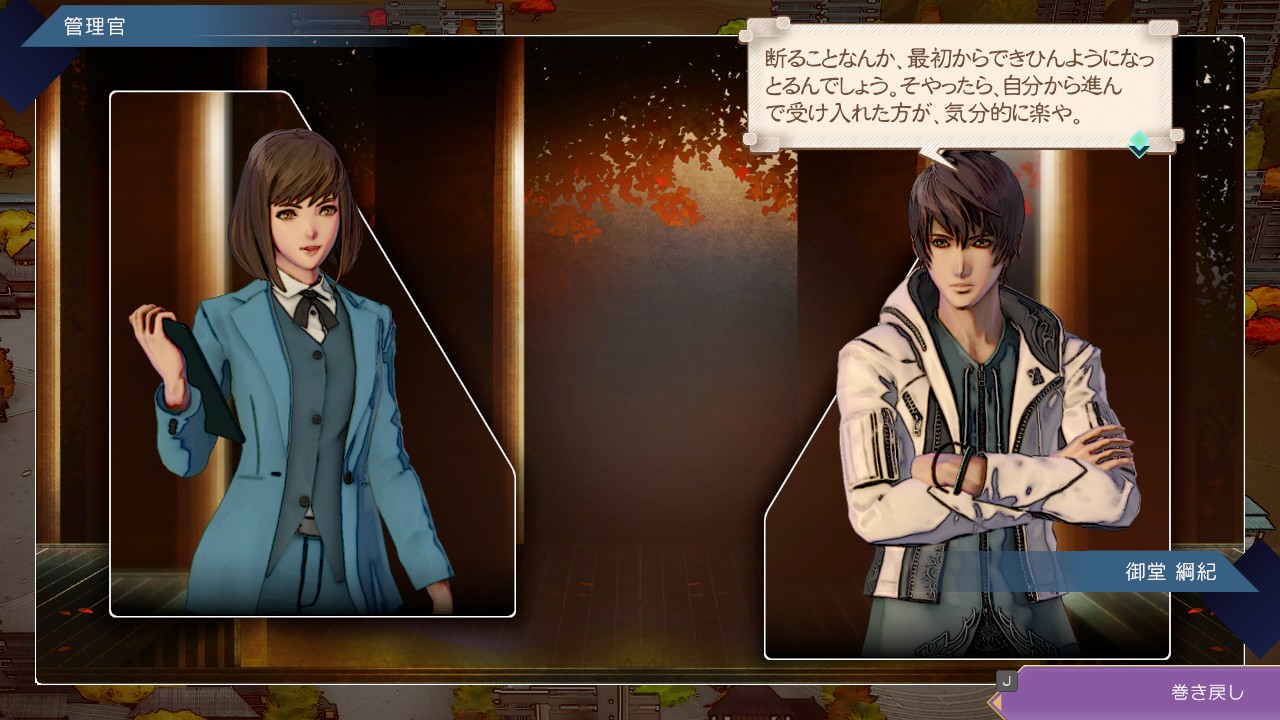 管理官
断ることなんか、最初からできひんようになっ
とるんでしょう。そやったら、自分から進ん
で受け入れた方が、気分的に楽や。
御堂 綱紀
J
巻き戻し